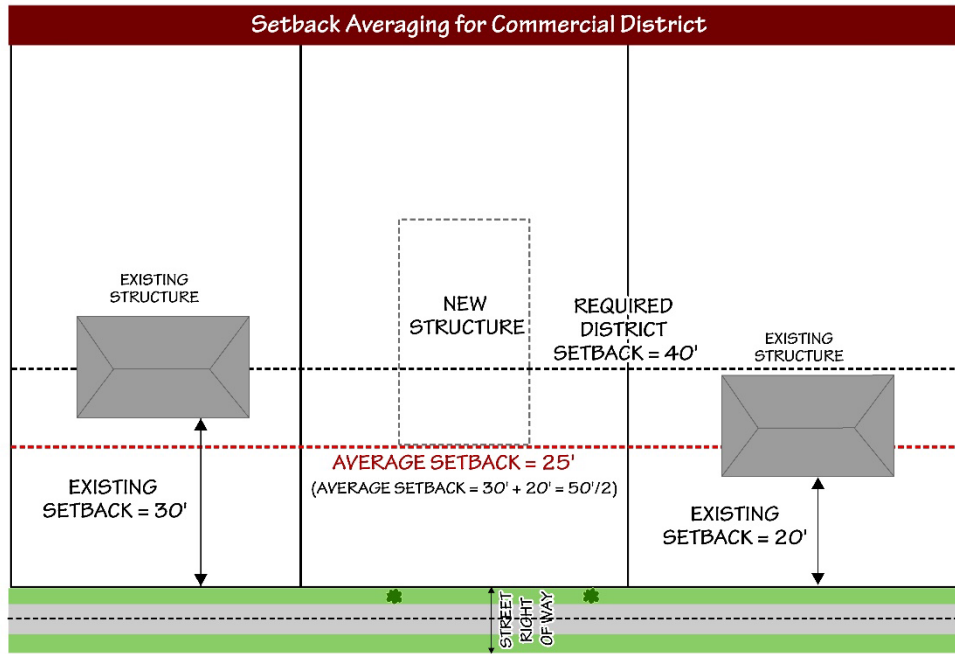 Setback Averaging for Commercial District
EXISTING
STRUCTURE
NEW
STRUCTURE
REQUIRED
DISTRICT
SETBACK = 40'
EXISTING
STRUCTURE
AVERAGE SETBACK = 25'
(AVERAGE SETBACK = 30' + 20' = 50'/2)
EXISTING
SETBACK = 30'
EXISTING
SETBACK = 20'
STREET
RIGHT
OF WAY